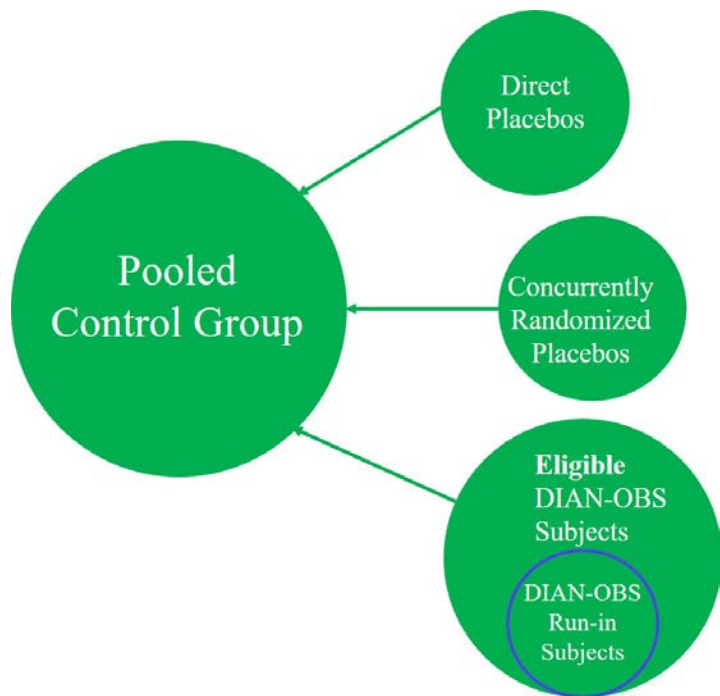 Direct
Placebos
Pooled
Control Group
Concurrently
Randomized
Placebos
Eligible
DIAN-OBS
Subjects
DIAN-OBS
Run-in
Subjects